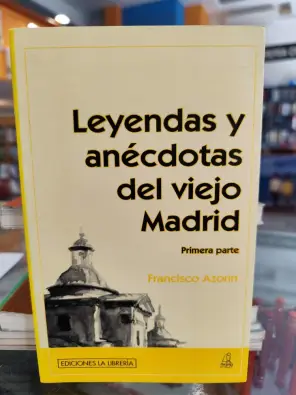 Leyendas y
anécdotas
del viejo
Madrid
Primera parte
Francisco Azorín
EDICIONES LA LIBRERÍA